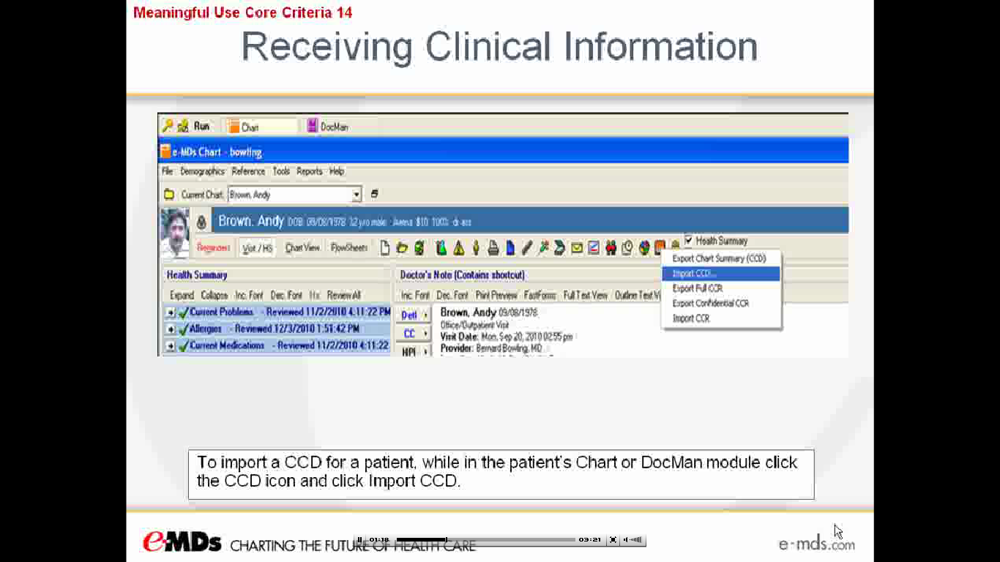 Meaningful Use Core Criteria 14
Receiving Clinical Information
Run Chart DocMan
e-MDs Chart - bowling
File Demographics Reference Tools Reports Help
Current Chart: Brown, Andy
Brown, Andy DOB 09/08/1978 32 y/o male Aetna $10 100%
Reminders Visit / HS Chart View FlowSheets Health Summary
Export Chart Summary (CCD)
Import CCD...
Export Full CCR
Export Confidential CCR
Import CCR
Health Summary
Expand Collapse Inc. Font Dec. Font Hx Review All
Current Problems - Reviewed 11/2/2010 4:11:22 PM
Allergies - Reviewed 12/3/2010 1:51:42 PM
Current Medications - Reviewed 11/2/2010 4:11:22
Doctor's Note (Contains shortcut)
Inc. Font Dec. Font Print Preview FastForms Full Text View Outline Text Vi
Detl
CC
HPI
Brown, Andy 09/08/1978
Office/Outpatient Visit
Visit Date: Mon, Sep 20, 2010 02:55 pm
Provider: Bernard Bowling, MD
To import a CCD for a patient, while in the patient's Chart or DocMan module click
the CCD icon and click Import CCD.
e-MDs CHARTING THE FUTURE OF HEALTH CARE
01:18 03:21
e-mds.com